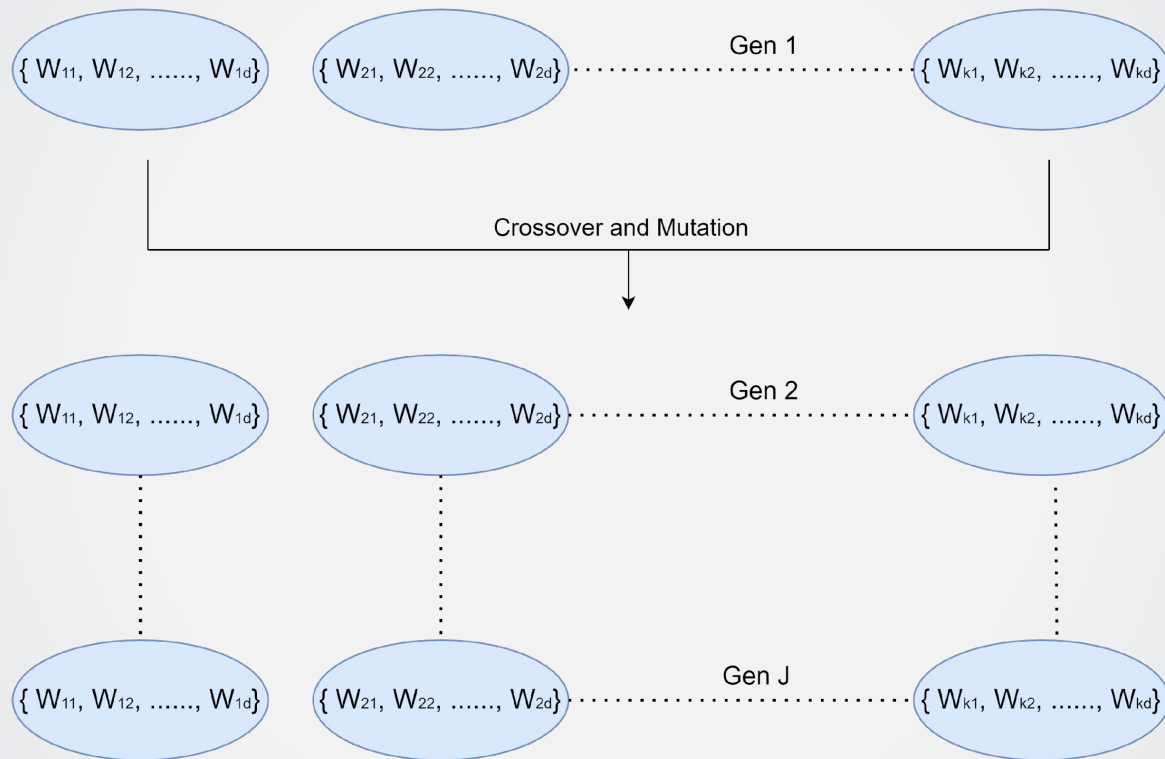 { W11, W12, ......, W1d} { W21, W22, ......, W2d} Gen 1 { Wk1, Wk2, ......, Wkd}
Crossover and Mutation
{ W11, W12, ......, W1d} { W21, W22, ......, W2d} Gen 2 { Wk1, Wk2, ......, Wkd}
{ W11, W12, ......, W1d} { W21, W22, ......, W2d} Gen J { Wk1, Wk2, ......, Wkd}